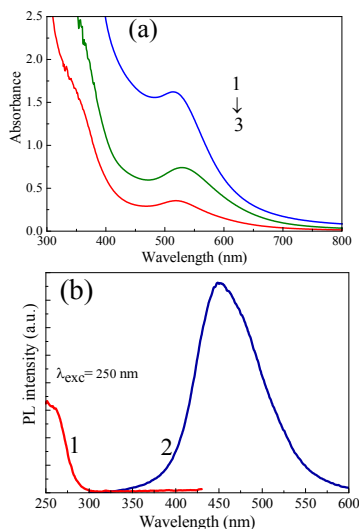 (a)
Absorbance
2.5
2.0
1.5
1.0
0.5
0.0
1
↓
3
300 400 500 600 700 800
Wavelength (nm)
(b)
PL intensity (a.u.)
λexc= 250 nm
1
2
250 300 350 400 450 500 550 600
Wavelength (nm)